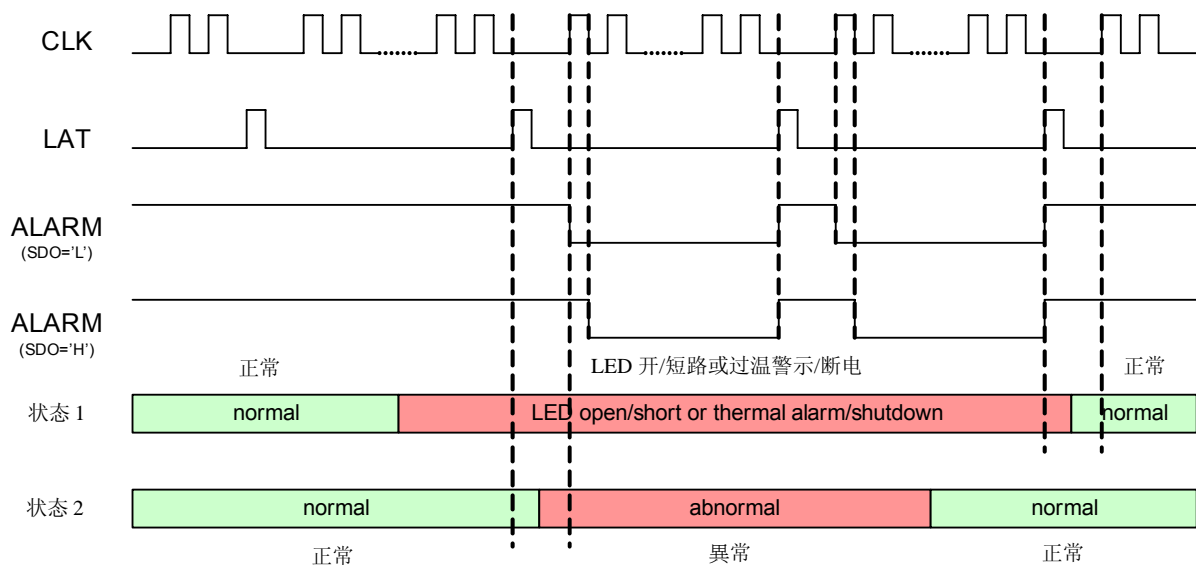 CLK
LAT
ALARM
(SDO='L')
ALARM
(SDO='H')
正常
LED 开/短路或过温警示/断电
正常
状态 1
normal
LED open/short or thermal alarm/shutdown
normal
状态 2
normal
abnormal
normal
正常
異常
正常